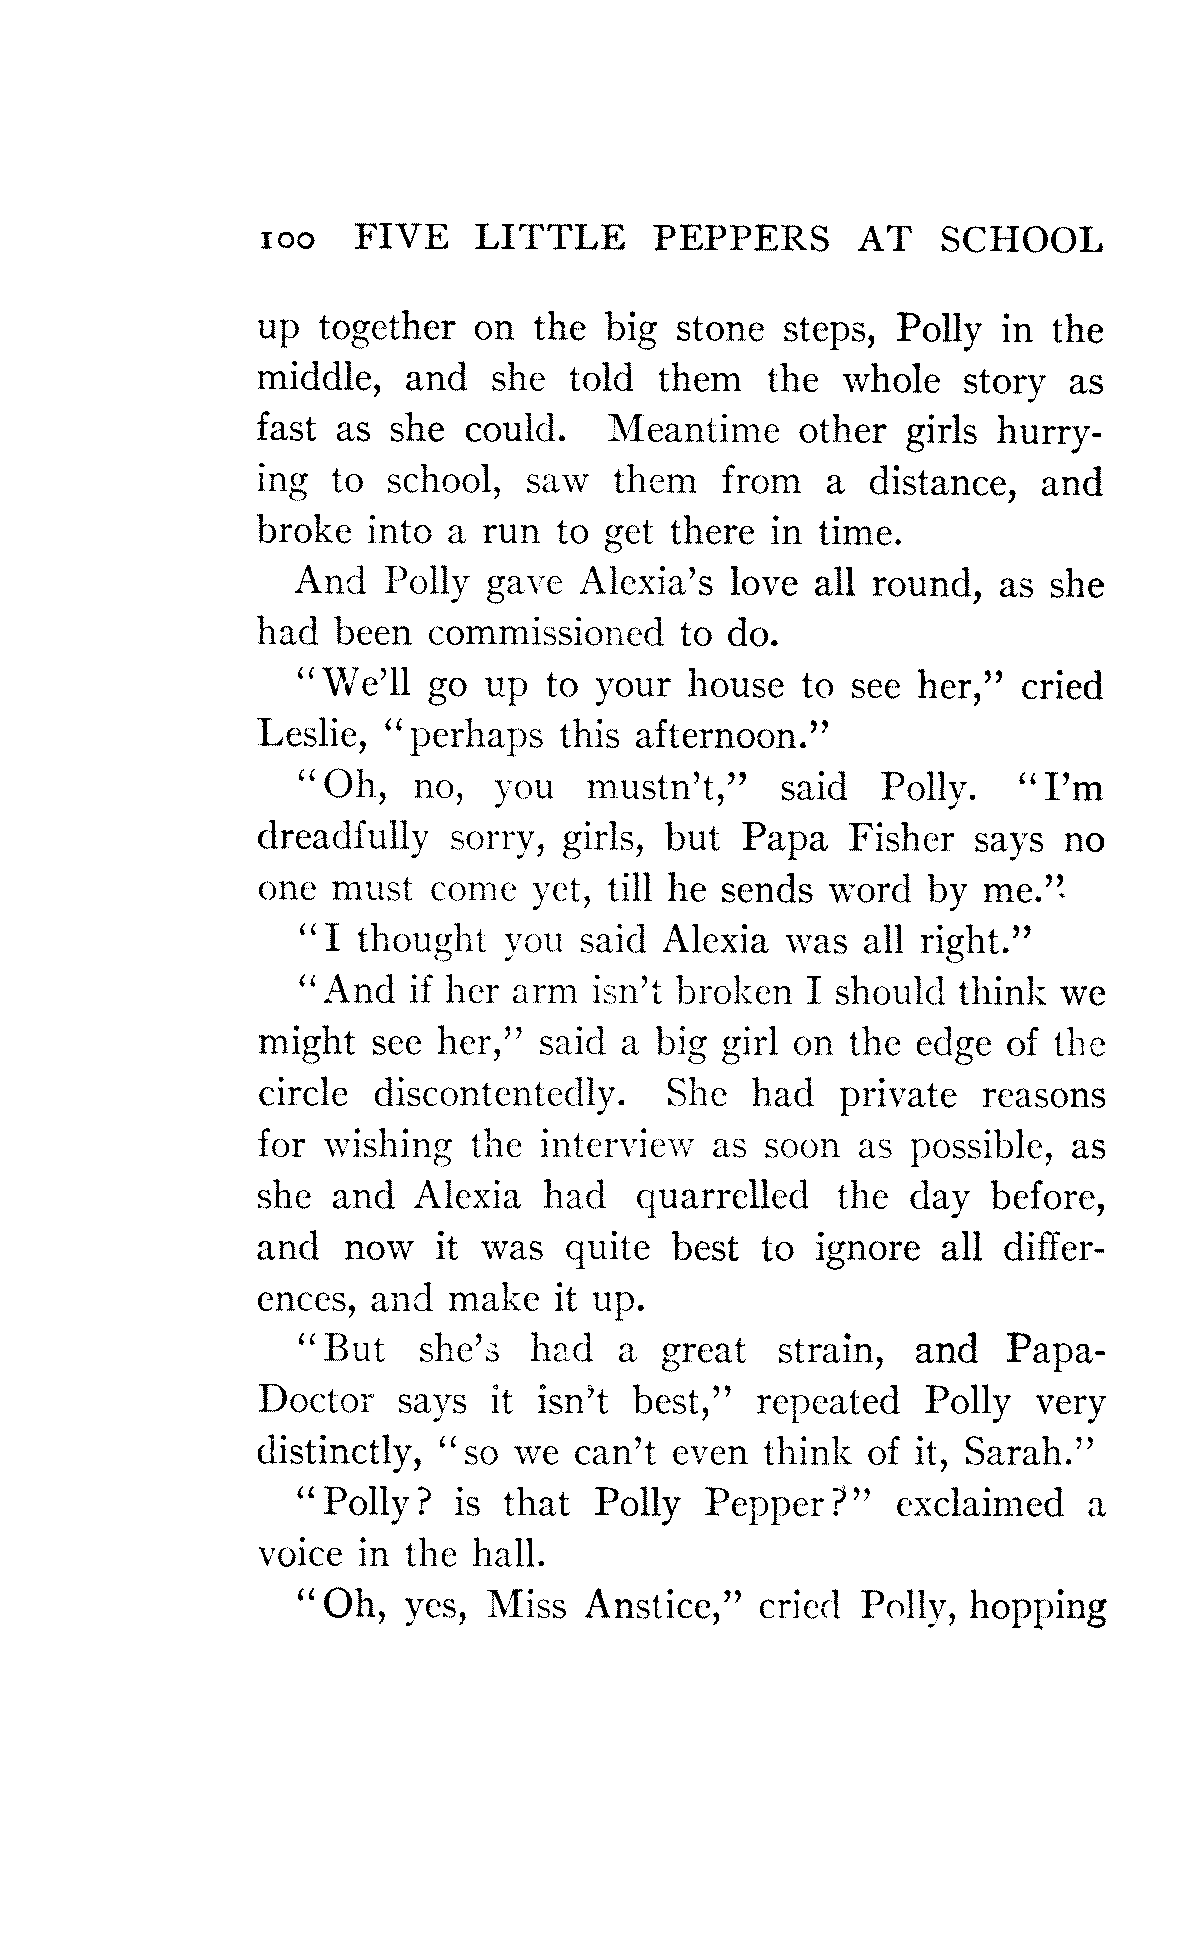 100 FIVE LITTLE PEPPERS AT SCHOOL
up together on the big stone steps, Polly in the
middle, and she told them the whole story as
fast as she could. Meantime other girls hurry-
ing to school, saw them from a distance, and
broke into a run to get there in time.
And Polly gave Alexia's love all round, as she
had been commissioned to do.
"We'll go up to your house to see her," cried
Leslie, "perhaps this afternoon."
"Oh, no, you mustn't," said Polly. "I'm
dreadfully sorry, girls, but Papa Fisher says no
one must come yet, till he sends word by me."
"I thought you said Alexia was all right."
"And if her arm isn't broken I should think we
might see her," said a big girl on the edge of the
circle discontentedly. She had private reasons
for wishing the interview as soon as possible, as
she and Alexia had quarrelled the day before,
and now it was quite best to ignore all differ-
ences, and make it up.
"But she's had a great strain, and Papa-
Doctor says it isn't best," repeated Polly very
distinctly, "so we can't even think of it, Sarah."
"Polly? is that Polly Pepper?" exclaimed a
voice in the hall.
"Oh, yes, Miss Anstice," cried Polly, hopping